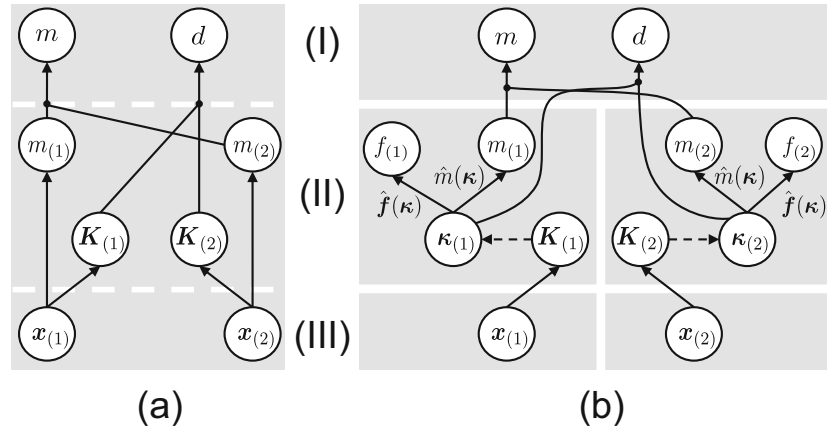 m d (I) m d
m₍₁₎ m₍₂₎ f₍₁₎ m₍₁₎ m₍₂₎ f₍₂₎
m̂(κ) m̂(κ)
(II) f̂(κ) f̂(κ)
K₍₁₎ K₍₂₎ κ₍₁₎ K₍₁₎ K₍₂₎ κ₍₂₎
x₍₁₎ x₍₂₎ (III) x₍₁₎ x₍₂₎
(a) (b)